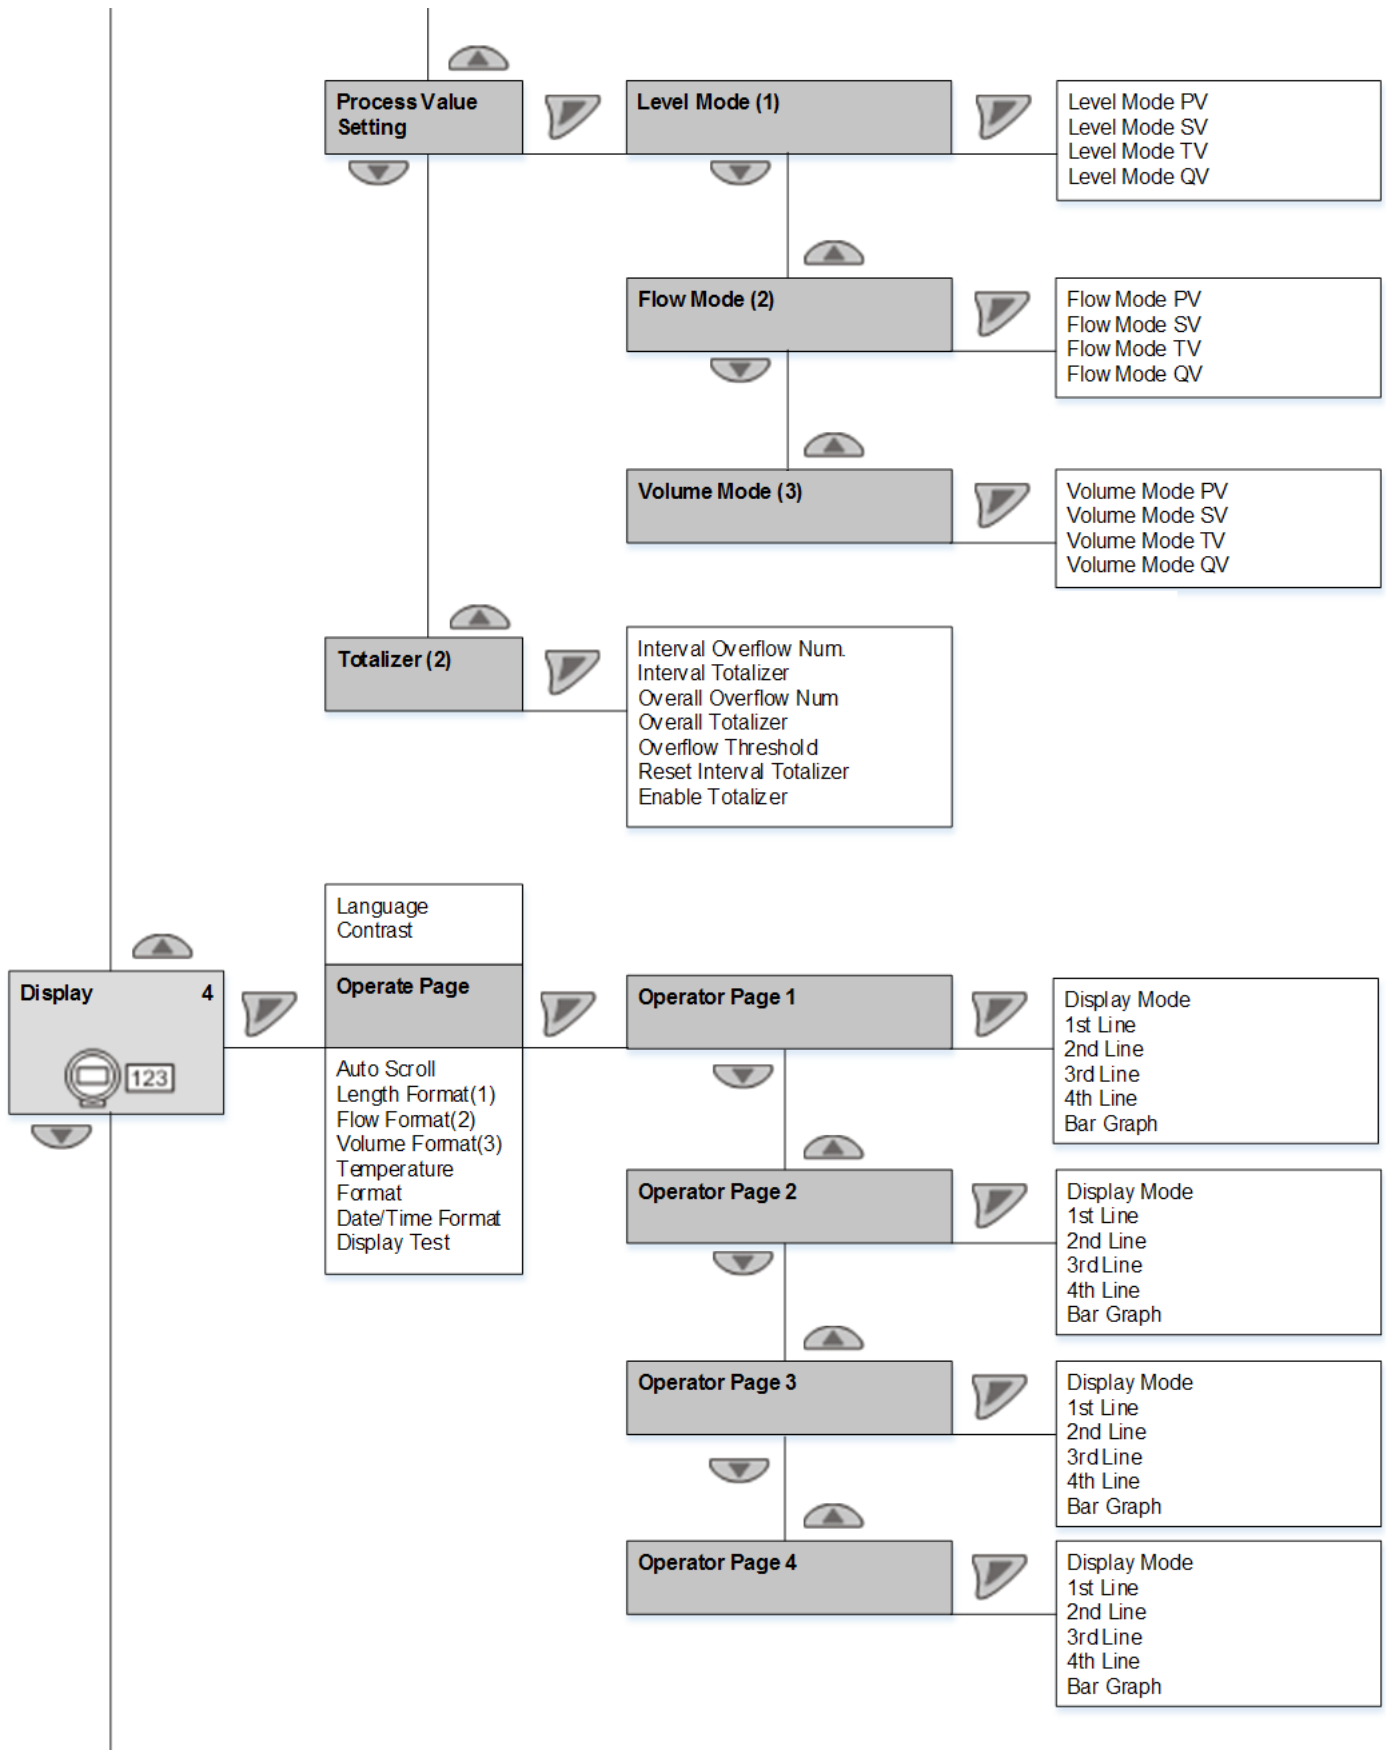 Process Value
Setting
Level Mode (1)
Level Mode PV
Level Mode SV
Level Mode TV
Level Mode QV
Flow Mode (2)
Flow Mode PV
Flow Mode SV
Flow Mode TV
Flow Mode QV
Volume Mode (3)
Volume Mode PV
Volume Mode SV
Volume Mode TV
Volume Mode QV
Totalizer (2)
Interval Overflow Num.
Interval Totalizer
Overall Overflow Num
Overall Totalizer
Overflow Threshold
Reset Interval Totalizer
Enable Totalizer
Display 4
123
Language
Contrast
Operate Page
Auto Scroll
Length Format(1)
Flow Format(2)
Volume Format(3)
Temperature
Format
Date/Time Format
Display Test
Operator Page 1
Display Mode
1st Line
2nd Line
3rd Line
4th Line
Bar Graph
Operator Page 2
Display Mode
1st Line
2nd Line
3rd Line
4th Line
Bar Graph
Operator Page 3
Display Mode
1st Line
2nd Line
3rd Line
4th Line
Bar Graph
Operator Page 4
Display Mode
1st Line
2nd Line
3rd Line
4th Line
Bar Graph